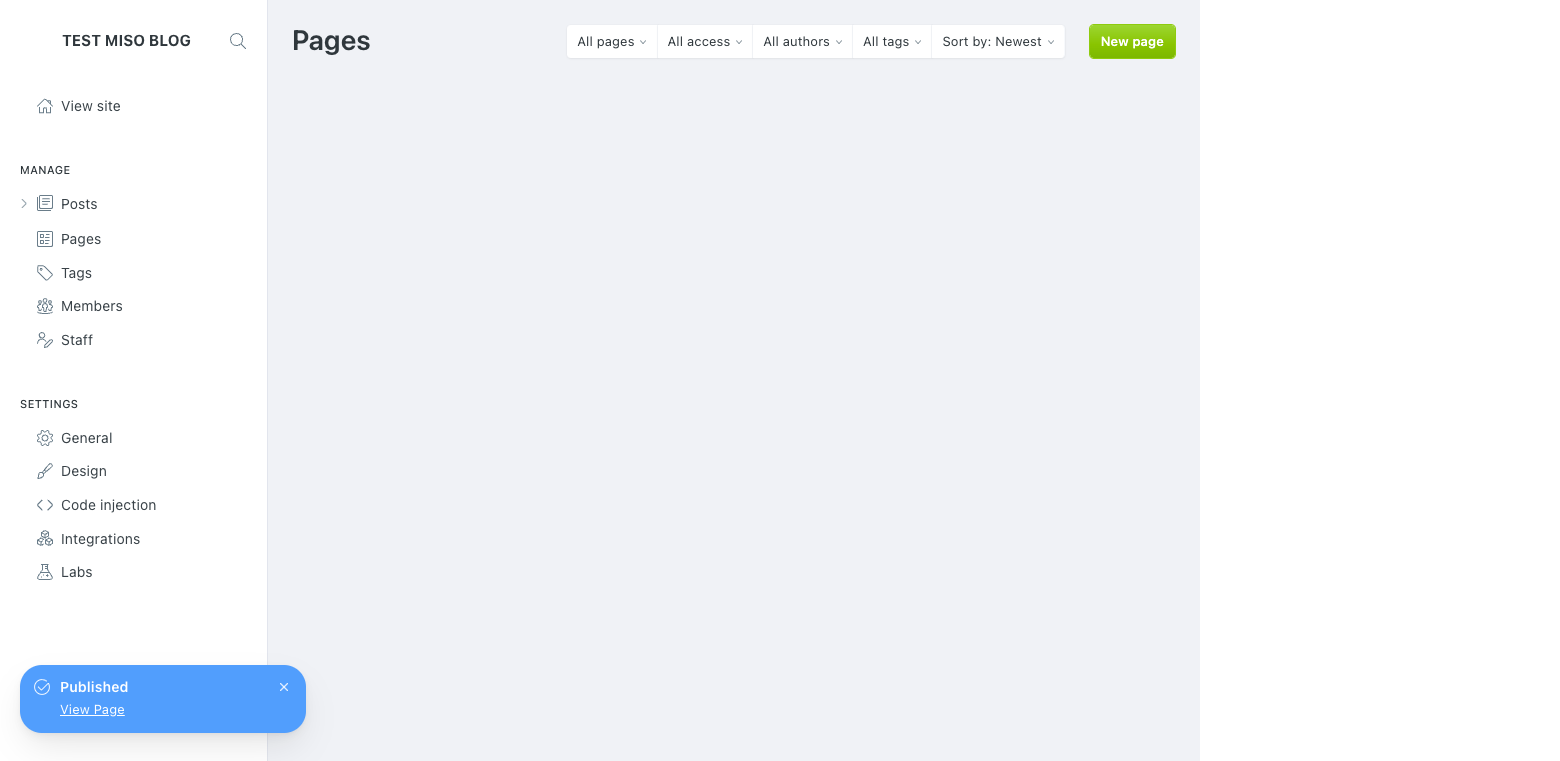 TEST MISO BLOG
View site
MANAGE
Posts
Pages
Tags
Members
Staff
SETTINGS
General
Design
Code injection
Integrations
Labs
Published
View Page
Pages
All pages
All access
All authors
All tags
Sort by: Newest
New page